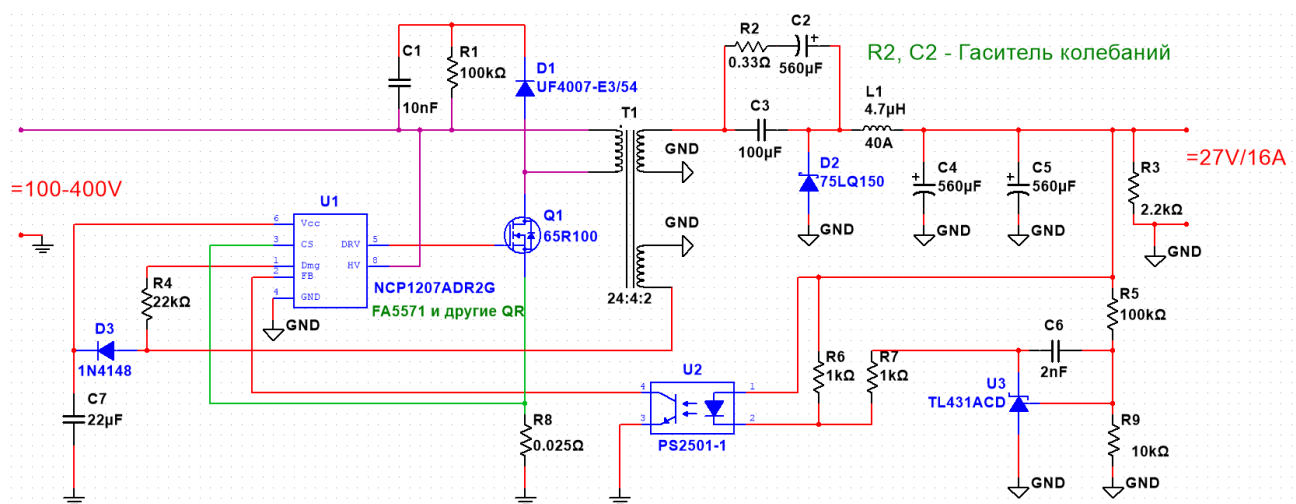 R2
C2
+
0.33Ω
560µF
R2, C2 - Гаситель колебаний
C1
R1
100kΩ
10nF
D1
UF4007-E3/54
T1
GND
C3
100µF
L1
4.7µH
40A
D2
75LQ150
GND
+
C4
560µF
GND
+
C5
560µF
R3
2.2kΩ
GND
=27V/16A
=100-400V
U1
6
Vcc
3
CS
1
Dmg
2
FB
4
GND
DRV
5
HV
8
NCP1207ADR2G
FA5571 и другие QR
Q1
65R100
GND
24:4:2
R4
22kΩ
GND
D3
1N4148
C7
22µF
R8
0.025Ω
U2
4
3
1
2
PS2501-1
R6
1kΩ
R7
1kΩ
C6
2nF
R5
100kΩ
U3
TL431ACD
R9
10kΩ
GND
GND